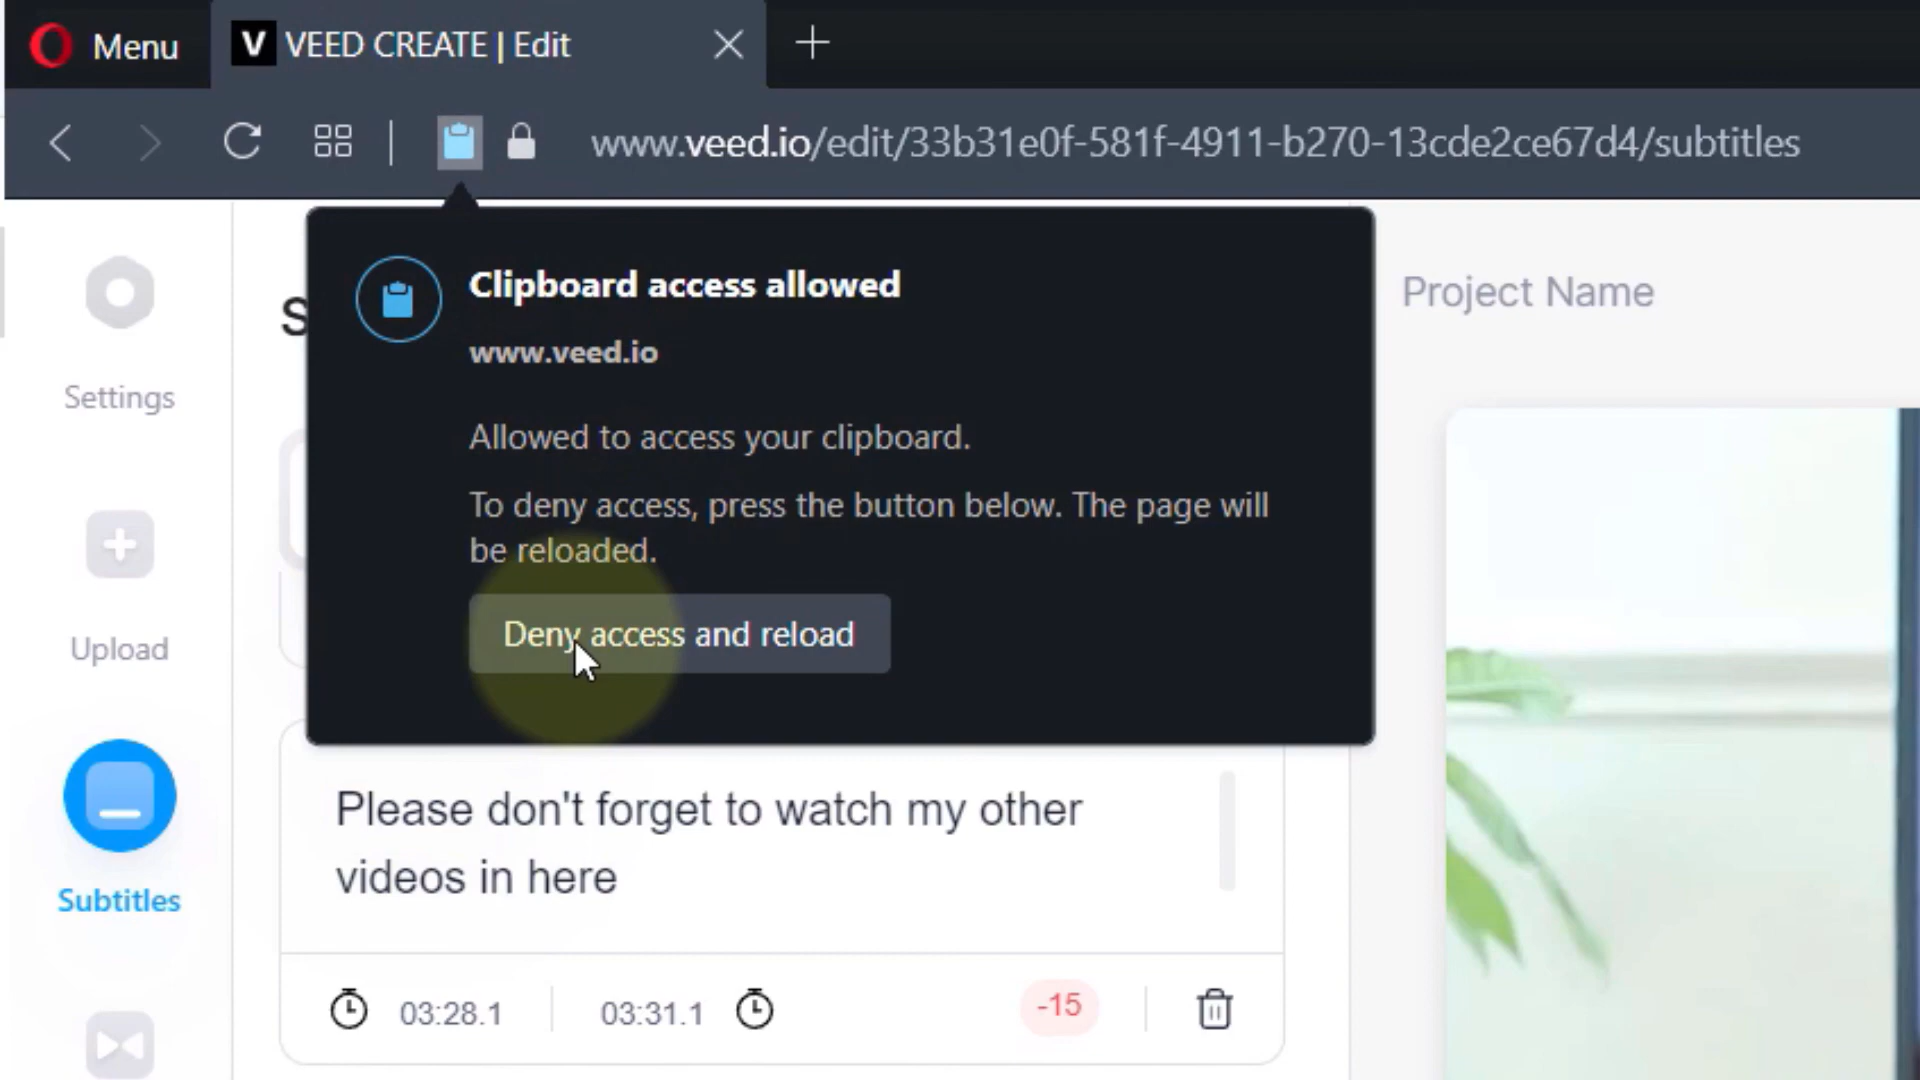 Menu
V VEED CREATE | Edit
www.veed.io/edit/33b31e0f-581f-4911-b270-13cde2ce67d4/subtitles
Clipboard access allowed
www.veed.io
Allowed to access your clipboard.
To deny access, press the button below. The page will
be reloaded.
Deny access and reload
S
Project Name
Settings
Upload
Subtitles
Please don't forget to watch my other
videos in here
03:28.1
03:31.1
-15